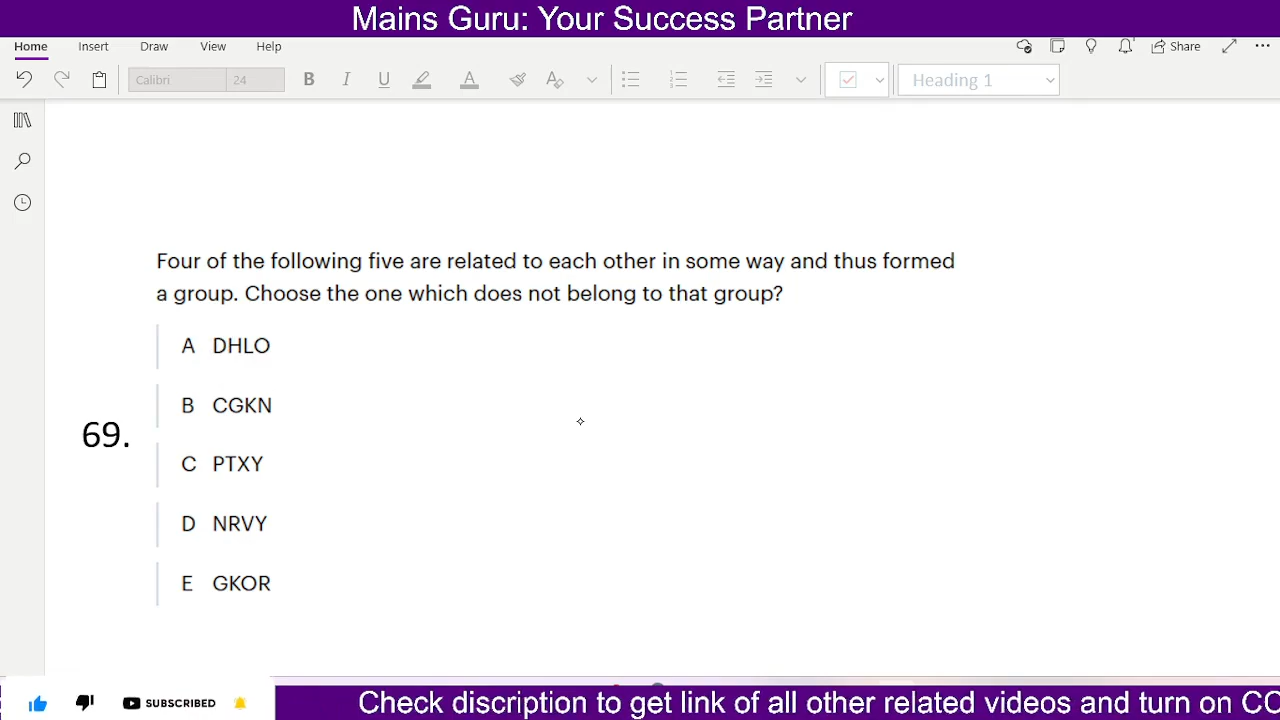 Mains Guru: Your Success Partner
Home Insert Draw View Help Share
Calibri 24 B I U A Heading 1
Four of the following five are related to each other in some way and thus formed
a group. Choose the one which does not belong to that group?
A DHLO
B CGKN
69.
C PTXY
D NRVY
E GKOR
SUBSCRIBED
Check discription to get link of all other related videos and turn on CO